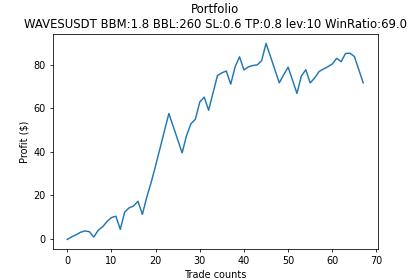 Portfolio
WAVESUSDT BBM:1.8 BBL:260 SL:0.6 TP:0.8 lev:10 WinRatio:69.0
Profit ($)
80
60
40
20
0
0 10 20 30 40 50 60 70
Trade counts